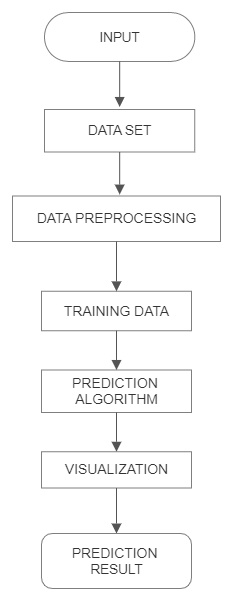 INPUT
DATA SET
DATA PREPROCESSING
TRAINING DATA
PREDICTION
ALGORITHM
VISUALIZATION
PREDICTION
RESULT